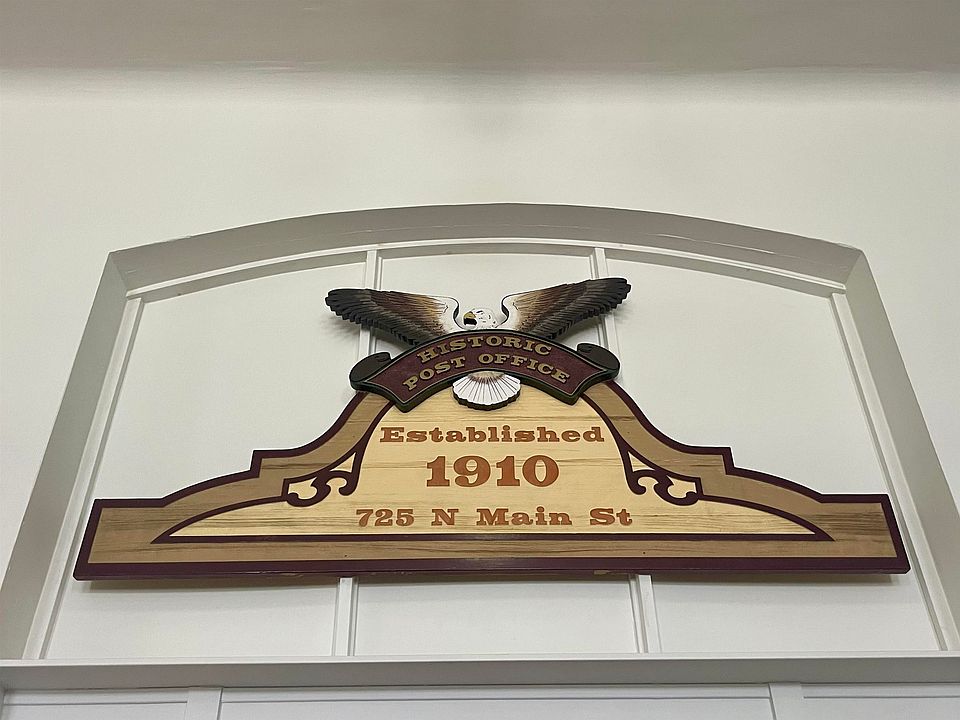 HISTORIC
POST OFFICE
Established
1910
725 N Main St